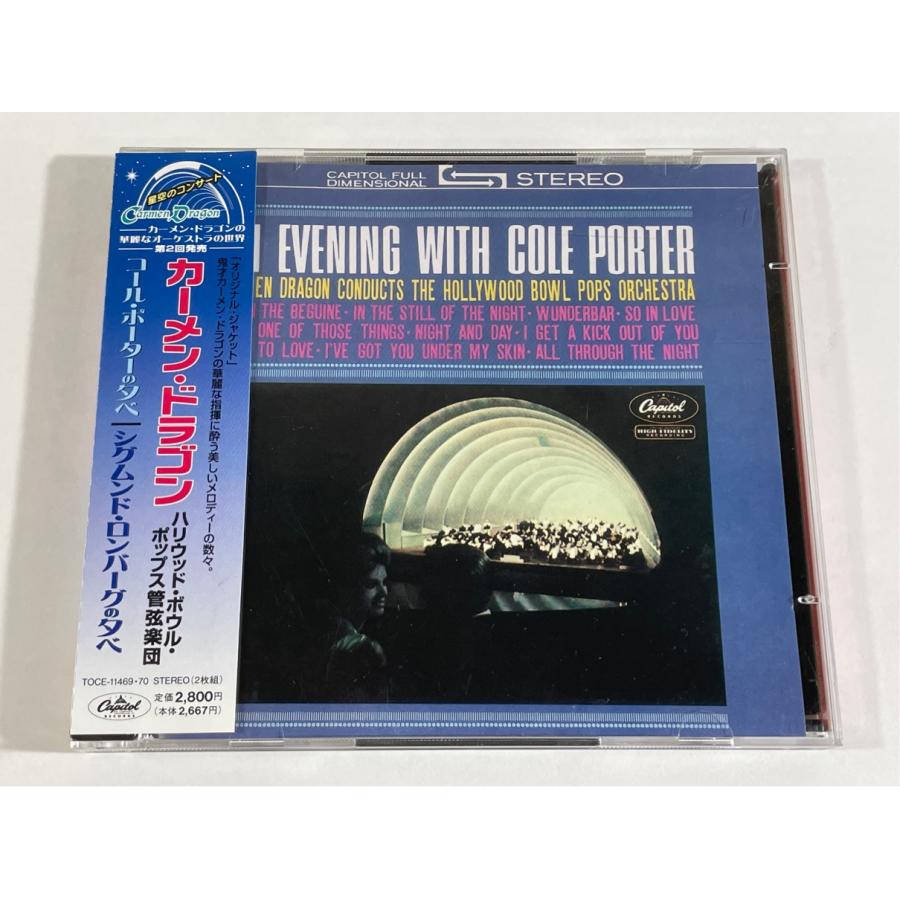 星空のコンサート
Carmen Dragon
カーメン・ドラゴンの
華麗なオーケストラの世界
第2回発売
「オリジナル・ジャケット」
鬼才カーメン・ドラゴンの華麗な指揮に酔う美しいメロディーの数々。
カーメン・ドラゴン
ハリウッド・ボウル・
ポップス管弦楽団
コール・ポーターの夕べ/シグムンド・ロンバーグの夕べ
TOCE-11469・70 STEREO(2枚組)
Capitol
RECORDS
定価2,800円
(本体2,667円)
CAPITOL FULL
DIMENSIONAL
STEREO
N EVENING WITH COLE PORTER
EN DRAGON CONDUCTS THE HOLLYWOOD BOWL POPS ORCHESTRA
THE BEGUINE · IN THE STILL OF THE NIGHT · WUNDERBAR · SO IN LOVE
ONE OF THOSE THINGS · NIGHT AND DAY · I GET A KICK OUT OF YOU
TO LOVE · I'VE GOT YOU UNDER MY SKIN · ALL THROUGH THE NIGHT
Capitol
RECORDS
HIGH FIDELITY
RECORDING